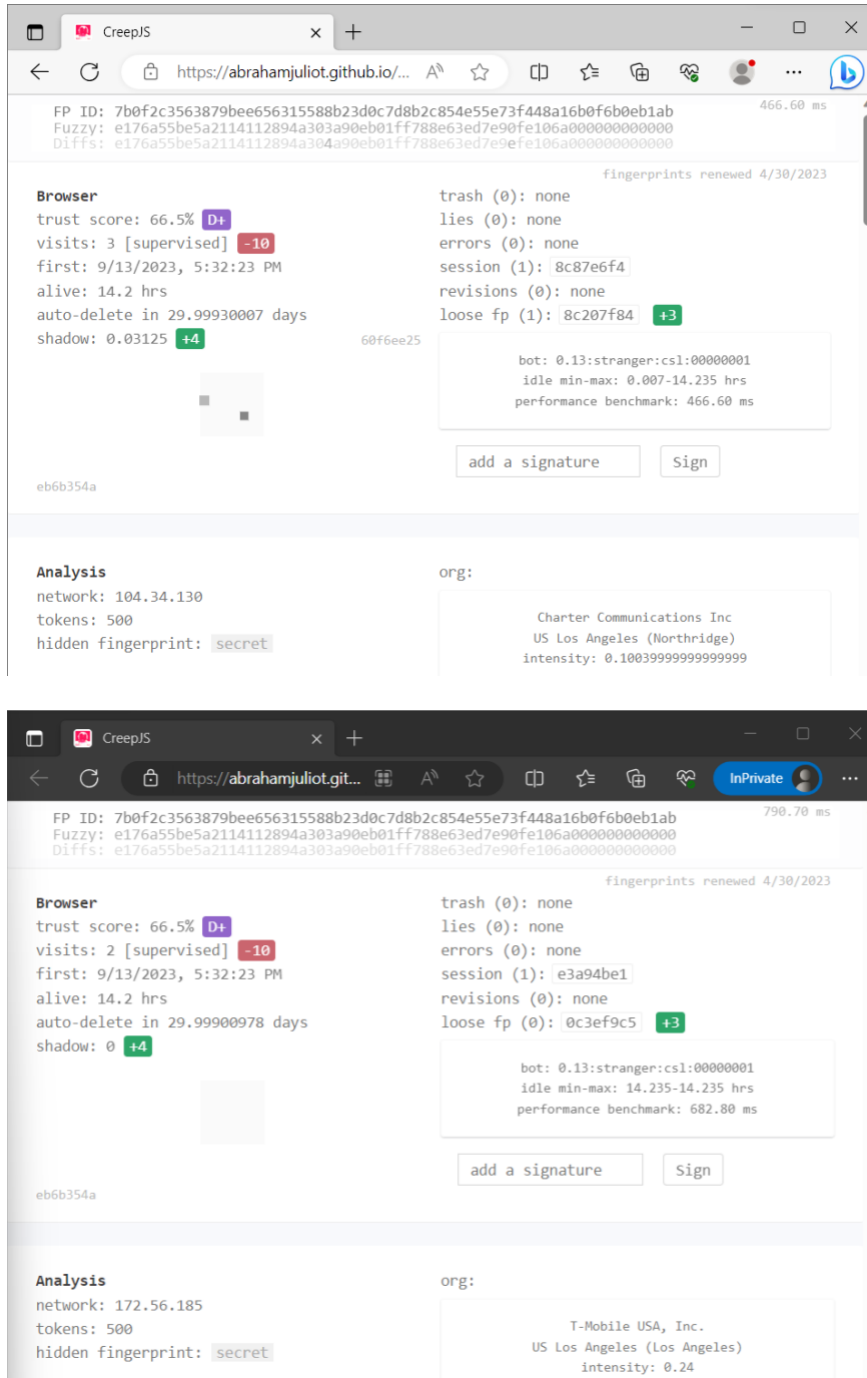 CreepJS
https://abrahamjuliot.github.io/...
FP ID: 7b0f2c3563879bee656315588b23d0c7d8b2c854e55e73f448a16b0f6b0eb1ab
466.60 ms
Fuzzy: e176a55be5a2114112894a303a90eb01ff788e63ed7e90fe106a000000000000
Diffs: e176a55be5a2114112894a304a90eb01ff788e63ed7e9efe106a000000000000
fingerprints renewed 4/30/2023
Browser
trust score: 66.5% D+
visits: 3 [supervised] -10
first: 9/13/2023, 5:32:23 PM
alive: 14.2 hrs
auto-delete in 29.99930007 days
shadow: 0.03125 +4
60f6ee25
eb6b354a
trash (0): none
lies (0): none
errors (0): none
session (1): 8c87e6f4
revisions (0): none
loose fp (1): 8c207f84 +3
bot: 0.13:stranger:csl:00000001
idle min-max: 0.007-14.235 hrs
performance benchmark: 466.60 ms
add a signature
Sign
Analysis
network: 104.34.130
tokens: 500
hidden fingerprint: secret
org:
Charter Communications Inc
US Los Angeles (Northridge)
intensity: 0.10039999999999999
CreepJS
https://abrahamjuliot.git...
InPrivate
FP ID: 7b0f2c3563879bee656315588b23d0c7d8b2c854e55e73f448a16b0f6b0eb1ab
790.70 ms
Fuzzy: e176a55be5a2114112894a303a90eb01ff788e63ed7e90fe106a000000000000
Diffs: e176a55be5a2114112894a303a90eb01ff788e63ed7e90fe106a000000000000
fingerprints renewed 4/30/2023
Browser
trust score: 66.5% D+
visits: 2 [supervised] -10
first: 9/13/2023, 5:32:23 PM
alive: 14.2 hrs
auto-delete in 29.99900978 days
shadow: 0 +4
eb6b354a
trash (0): none
lies (0): none
errors (0): none
session (1): e3a94be1
revisions (0): none
loose fp (0): 0c3ef9c5 +3
bot: 0.13:stranger:csl:00000001
idle min-max: 14.235-14.235 hrs
performance benchmark: 682.80 ms
add a signature
Sign
Analysis
network: 172.56.185
tokens: 500
hidden fingerprint: secret
org:
T-Mobile USA, Inc.
US Los Angeles (Los Angeles)
intensity: 0.24